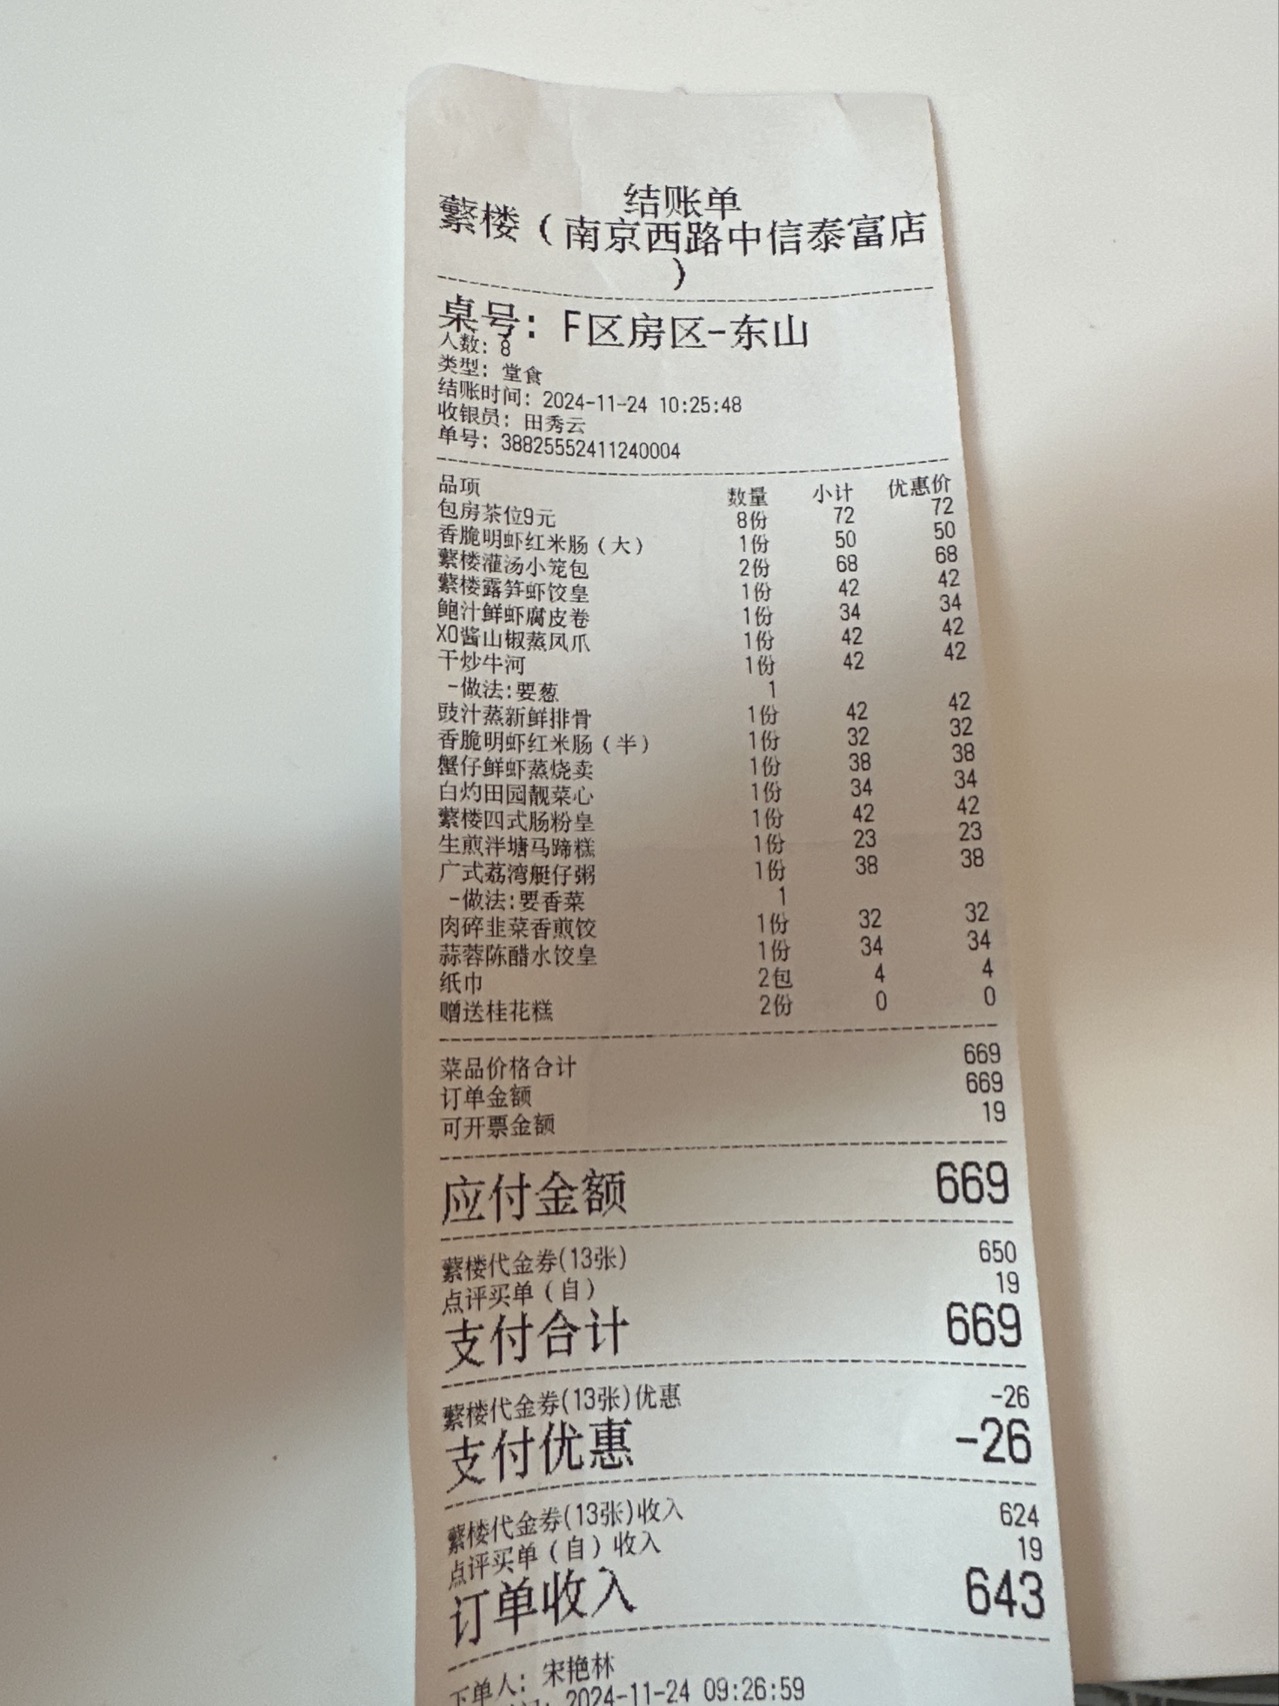 结账单
蘩楼（南京西路中信泰富店
）
桌号：F区房区-东山
人数：8
类型：堂食
结账时间：2024-11-24 10:25:48
收银员：田秀云
单号：38825552411240004
品项 数量 小计 优惠价
包房茶位9元 8份 72 72
香脆明虾红米肠（大） 1份 50 50
蘩楼灌汤小笼包 2份 68 68
蘩楼露笋虾饺皇 1份 42 42
鲍汁鲜虾腐皮卷 1份 34 34
XO酱山椒蒸凤爪 1份 42 42
干炒牛河 1份 42 42
-做法:要葱 1
豉汁蒸新鲜排骨 1份 42 42
香脆明虾红米肠（半） 1份 32 32
蟹仔鲜虾蒸烧卖 1份 38 38
白灼田园靓菜心 1份 34 34
蘩楼四式肠粉皇 1份 42 42
生煎泮塘马蹄糕 1份 23 23
广式荔湾艇仔粥 1份 38 38
-做法:要香菜 1
肉碎韭菜香煎饺 1份 32 32
蒜蓉陈醋水饺皇 1份 34 34
纸巾 2包 4 4
赠送桂花糕 2份 0 0
菜品价格合计 669
订单金额 669
可开票金额 19
应付金额 669
蘩楼代金券(13张) 650
点评买单（自） 19
支付合计 669
蘩楼代金券(13张)优惠 -26
支付优惠 -26
蘩楼代金券(13张)收入 624
点评买单（自）收入 19
订单收入 643
下单人：宋艳林
2024-11-24 09:26:59